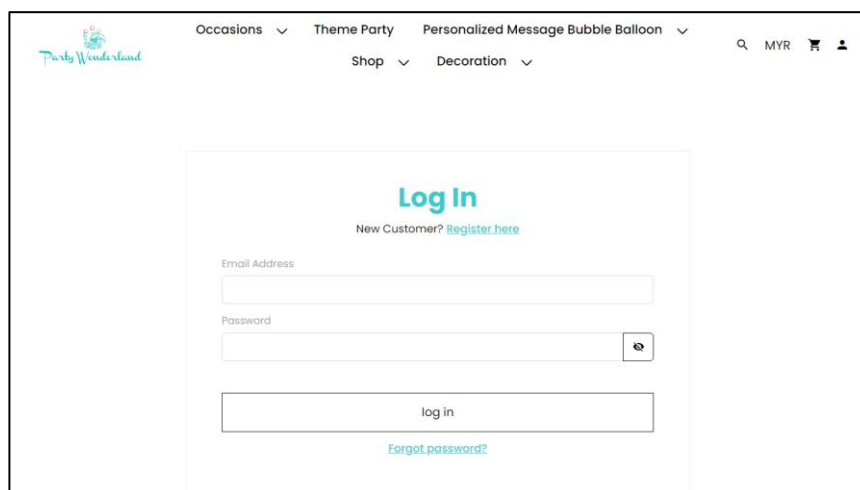 Party Wonderland
Occasions Theme Party Personalized Message Bubble Balloon
Shop Decoration
MYR
Log In
New Customer? Register here
Email Address
Password
log in
Forgot password?